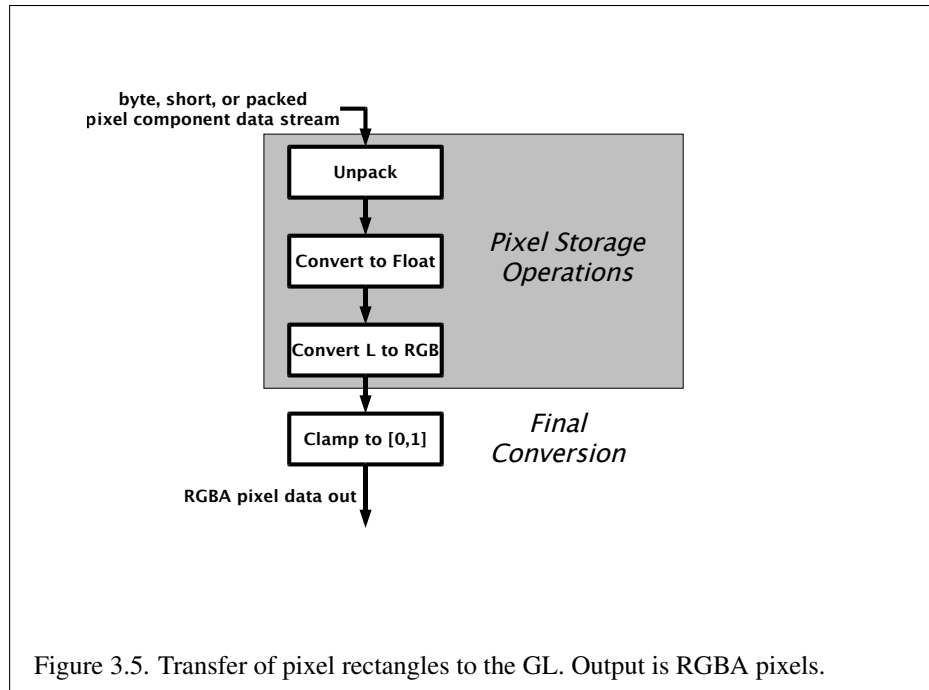 byte, short, or packed
pixel component data stream
Unpack
Convert to Float
Pixel Storage
Operations
Convert L to RGB
Clamp to [0,1]
Final
Conversion
RGBA pixel data out
Figure 3.5. Transfer of pixel rectangles to the GL. Output is RGBA pixels.